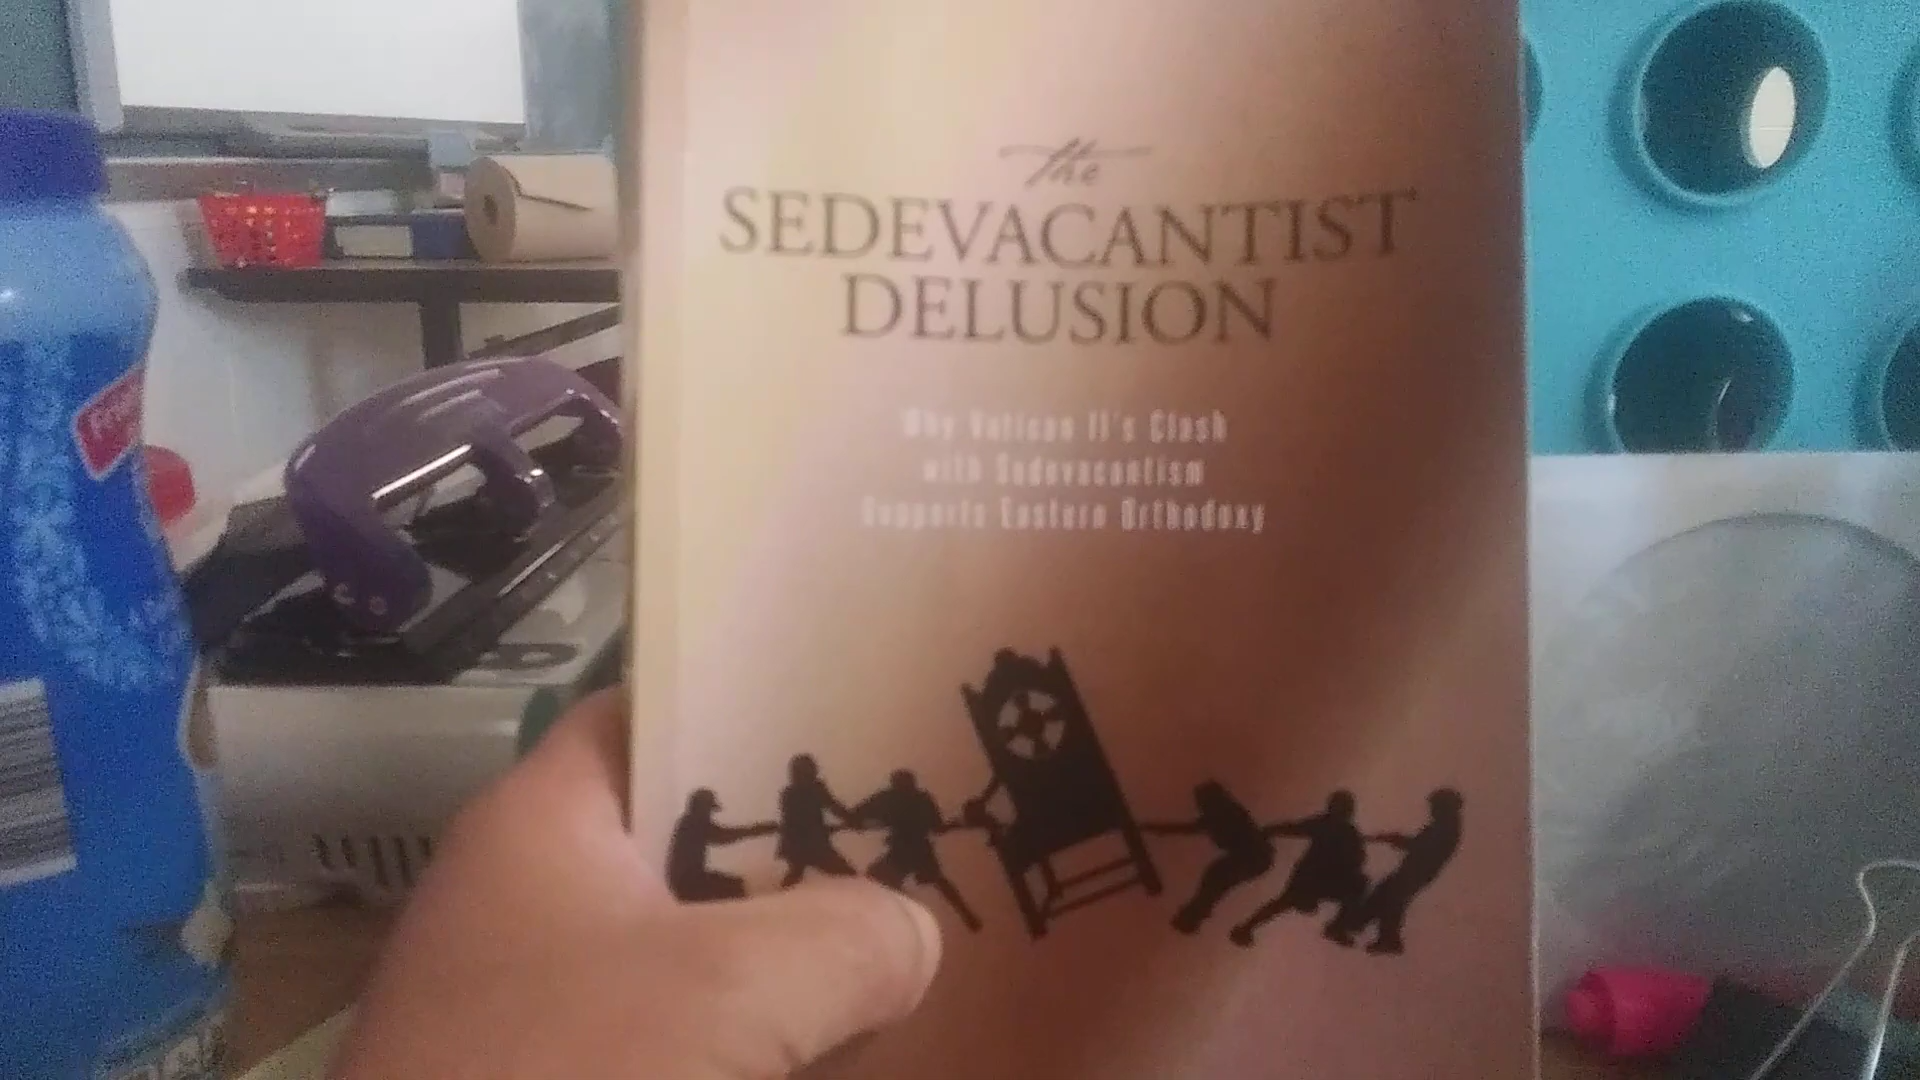 the
SEDEVACANTIST
DELUSION
Why Vatican II's Clash
with Sedevacantism
Supports Eastern Orthodoxy